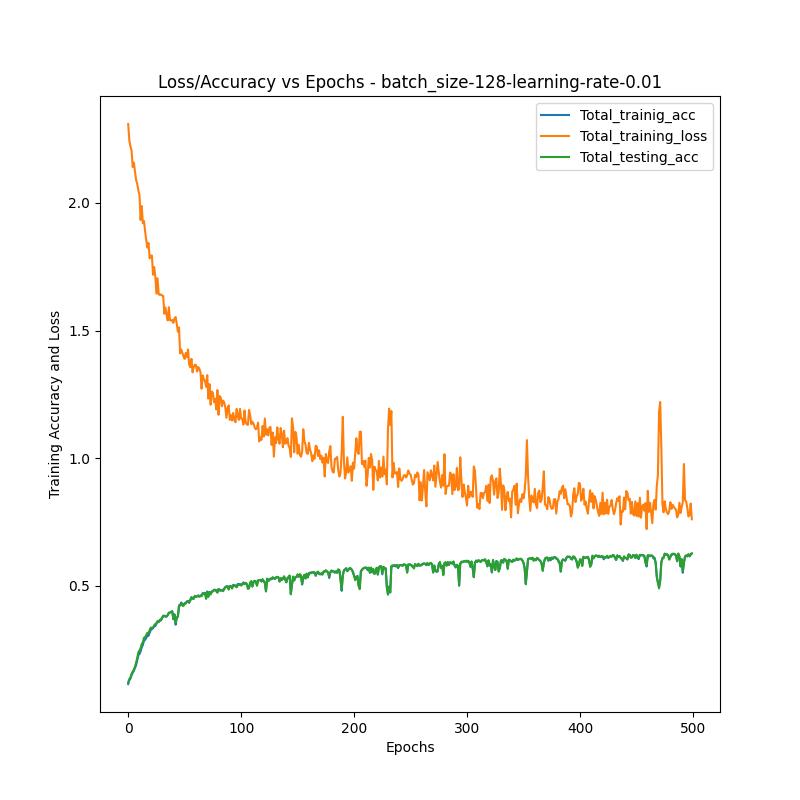 Loss/Accuracy vs Epochs - batch_size-128-learning-rate-0.01
Total_trainig_acc
Total_training_loss
Total_testing_acc
Training Accuracy and Loss
2.0
1.5
1.0
0.5
0
100
200
300
400
500
Epochs